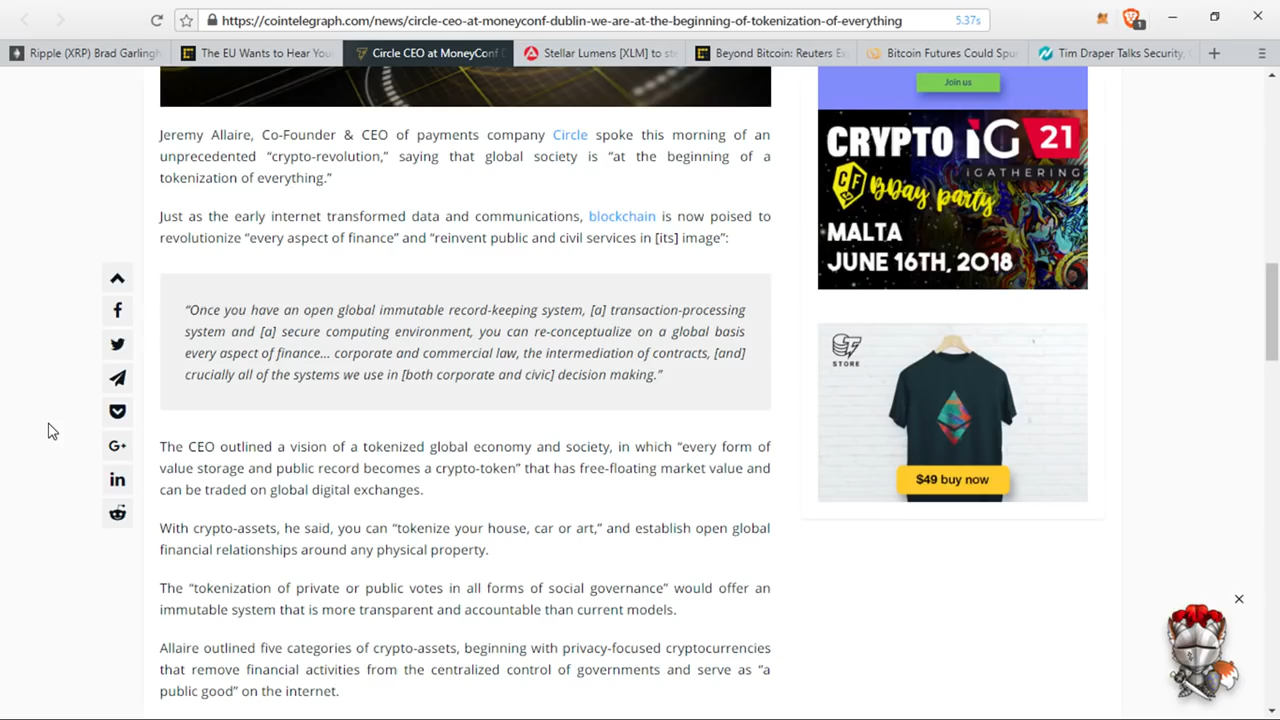 https://cointelegraph.com/news/circle-ceo-at-moneyconf-dublin-we-are-at-the-beginning-of-tokenization-of-everything
5.37s
1
Ripple (XRP) Brad Garlingh
The EU Wants to Hear You
Circle CEO at MoneyConf D
Stellar Lumens [XLM] to st
Beyond Bitcoin: Reuters Ex
Bitcoin Futures Could Spu
Tim Draper Talks Security,
Join us
CRYPTO iG 21
iGATHERING
CF BDay party
MALTA
JUNE 16TH, 2018
Jeremy Allaire, Co-Founder & CEO of payments company Circle spoke this morning of an
unprecedented “crypto-revolution,” saying that global society is “at the beginning of a
tokenization of everything.”
Just as the early internet transformed data and communications, blockchain is now poised to
revolutionize “every aspect of finance” and “reinvent public and civil services in [its] image”:
“Once you have an open global immutable record-keeping system, [a] transaction-processing
system and [a] secure computing environment, you can re-conceptualize on a global basis
every aspect of finance… corporate and commercial law, the intermediation of contracts, [and]
crucially all of the systems we use in [both corporate and civic] decision making.”
STORE
$49 buy now
The CEO outlined a vision of a tokenized global economy and society, in which “every form of
value storage and public record becomes a crypto-token” that has free-floating market value and
can be traded on global digital exchanges.
With crypto-assets, he said, you can “tokenize your house, car or art,” and establish open global
financial relationships around any physical property.
The “tokenization of private or public votes in all forms of social governance” would offer an
immutable system that is more transparent and accountable than current models.
Allaire outlined five categories of crypto-assets, beginning with privacy-focused cryptocurrencies
that remove financial activities from the centralized control of governments and serve as “a
public good” on the internet.